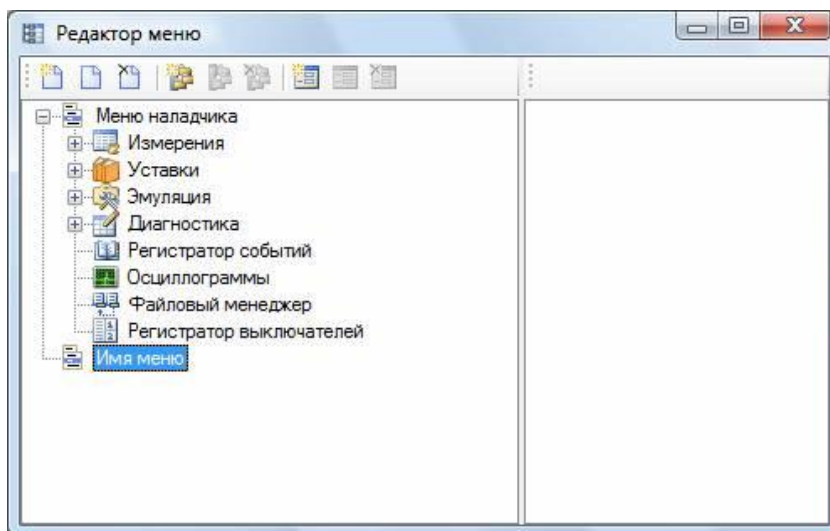 Редактор меню
Меню наладчика
Измерения
Уставки
Эмуляция
Диагностика
Регистратор событий
Осциллограммы
Файловый менеджер
Регистратор выключателей
Имя меню